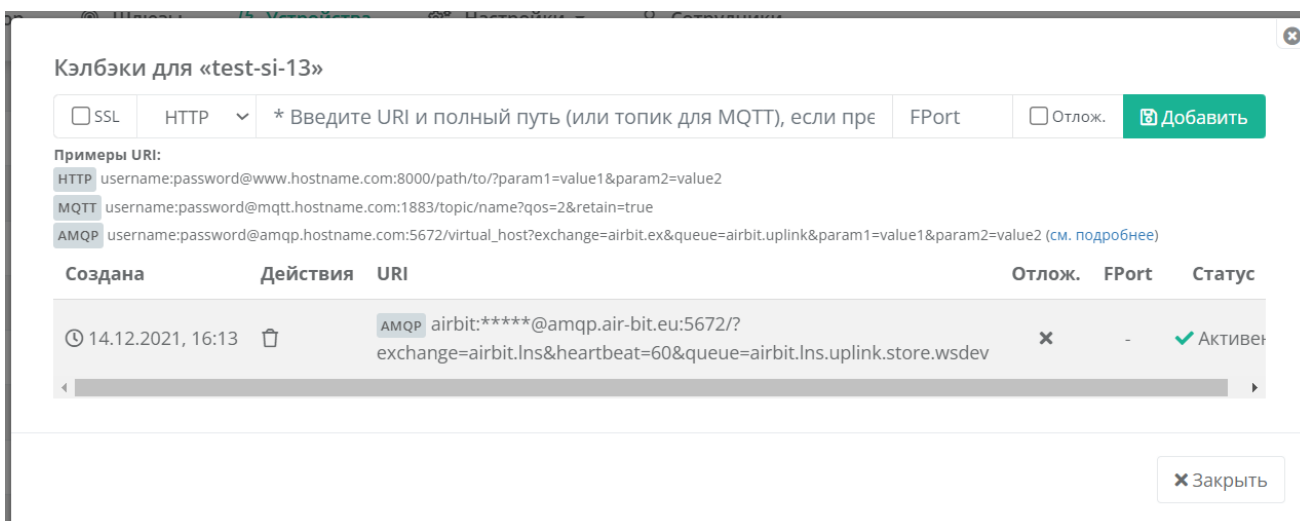 Шлюзы Устройства Настройки Сотрудники
Кэлбэки для «test-si-13»
SSL HTTP * Введите URI и полный путь (или топик для MQTT), если пре FPort Отлож. Добавить
Примеры URI:
HTTP username:password@www.hostname.com:8000/path/to/?param1=value1&param2=value2
MQTT username:password@mqtt.hostname.com:1883/topic/name?qos=2&retain=true
AMQP username:password@amqp.hostname.com:5672/virtual_host?exchange=airbit.ex&queue=airbit.uplink&param1=value1&param2=value2 (см. подробнее)
Создана Действия URI Отлож. FPort Статус
14.12.2021, 16:13 AMQP airbit:*****@amqp.air-bit.eu:5672/? - Активен
exchange=airbit.lns&heartbeat=60&queue=airbit.lns.uplink.store.wsdev
Закрыть